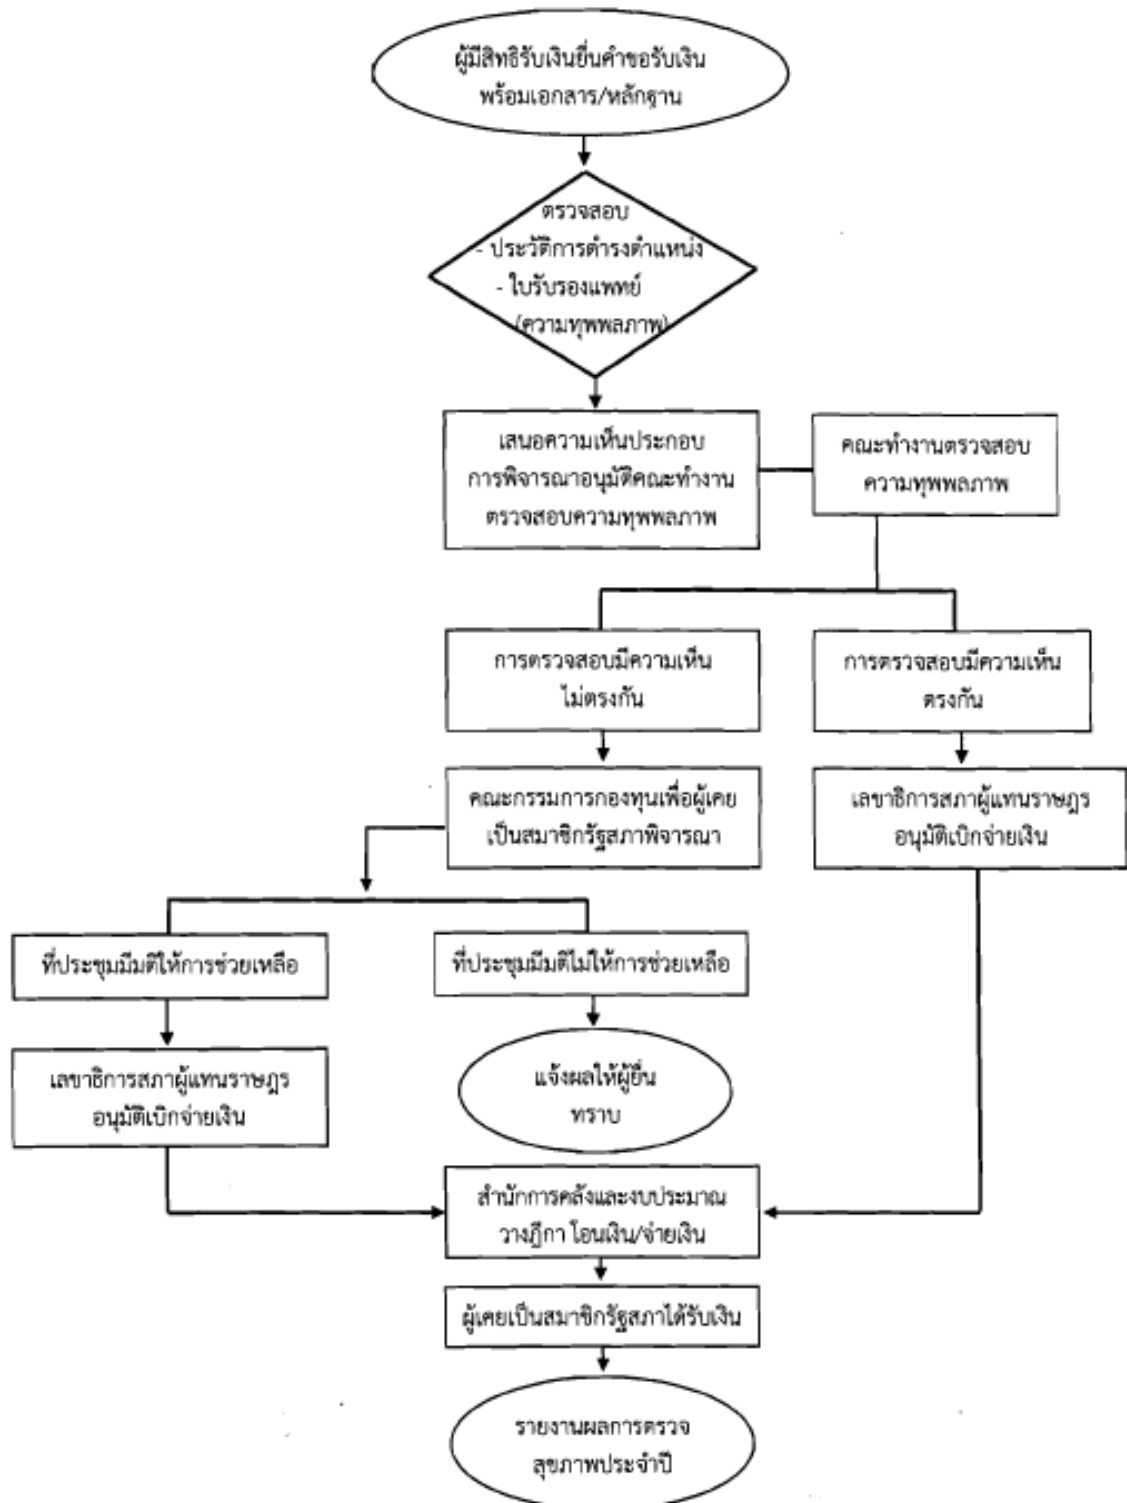 ผู้มีสิทธิรับเงินยื่นคำขอรับเงิน
พร้อมเอกสาร/หลักฐาน
ตรวจสอบ
- ประวัติการดำรงตำแหน่ง
- ใบรับรองแพทย์
(ความทุพพลภาพ)
เสนอความเห็นประกอบ
การพิจารณาอนุมัติคณะทำงาน
ตรวจสอบความทุพพลภาพ
คณะทำงานตรวจสอบ
ความทุพพลภาพ
การตรวจสอบมีความเห็น
ไม่ตรงกัน
การตรวจสอบมีความเห็น
ตรงกัน
คณะกรรมการกองทุนเพื่อผู้เคย
เป็นสมาชิกรัฐสภาพิจารณา
เลขาธิการสภาผู้แทนราษฎร
อนุมัติเบิกจ่ายเงิน
ที่ประชุมมีมติให้การช่วยเหลือ
ที่ประชุมมีมติไม่ให้การช่วยเหลือ
เลขาธิการสภาผู้แทนราษฎร
อนุมัติเบิกจ่ายเงิน
แจ้งผลให้ผู้ยื่น
ทราบ
สำนักการคลังและงบประมาณ
วางฎีกา โอนเงิน/จ่ายเงิน
ผู้เคยเป็นสมาชิกรัฐสภาได้รับเงิน
รายงานผลการตรวจ
สุขภาพประจำปี